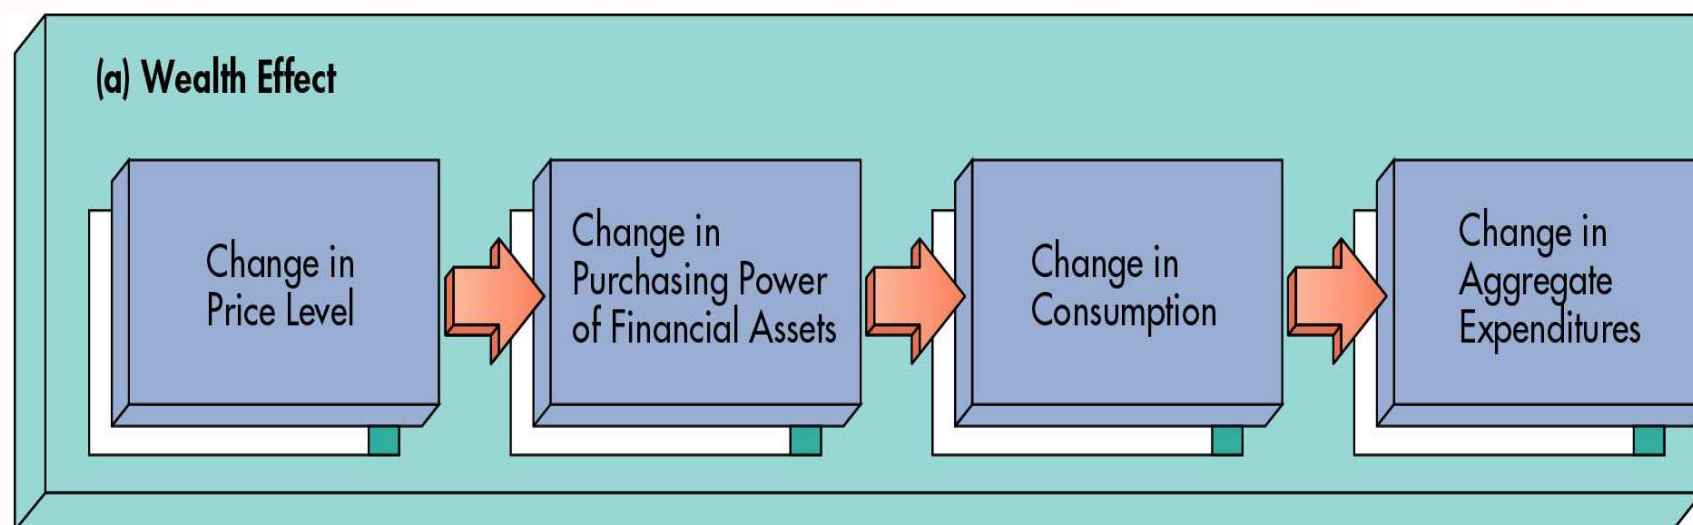 (a) Wealth Effect
Change in
Price Level
Change in
Purchasing Power
of Financial Assets
Change in
Consumption
Change in
Aggregate
Expenditures